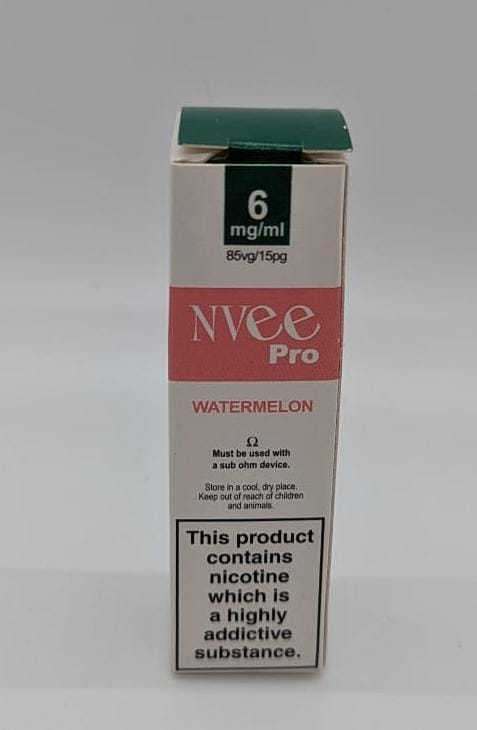 6
mg/ml
85vg/15pg
NVee
Pro
WATERMELON
Ω
Must be used with
a sub ohm device.
Store in a cool, dry place.
Keep out of reach of children
and animals.
This product
contains
nicotine
which is
a highly
addictive
substance.